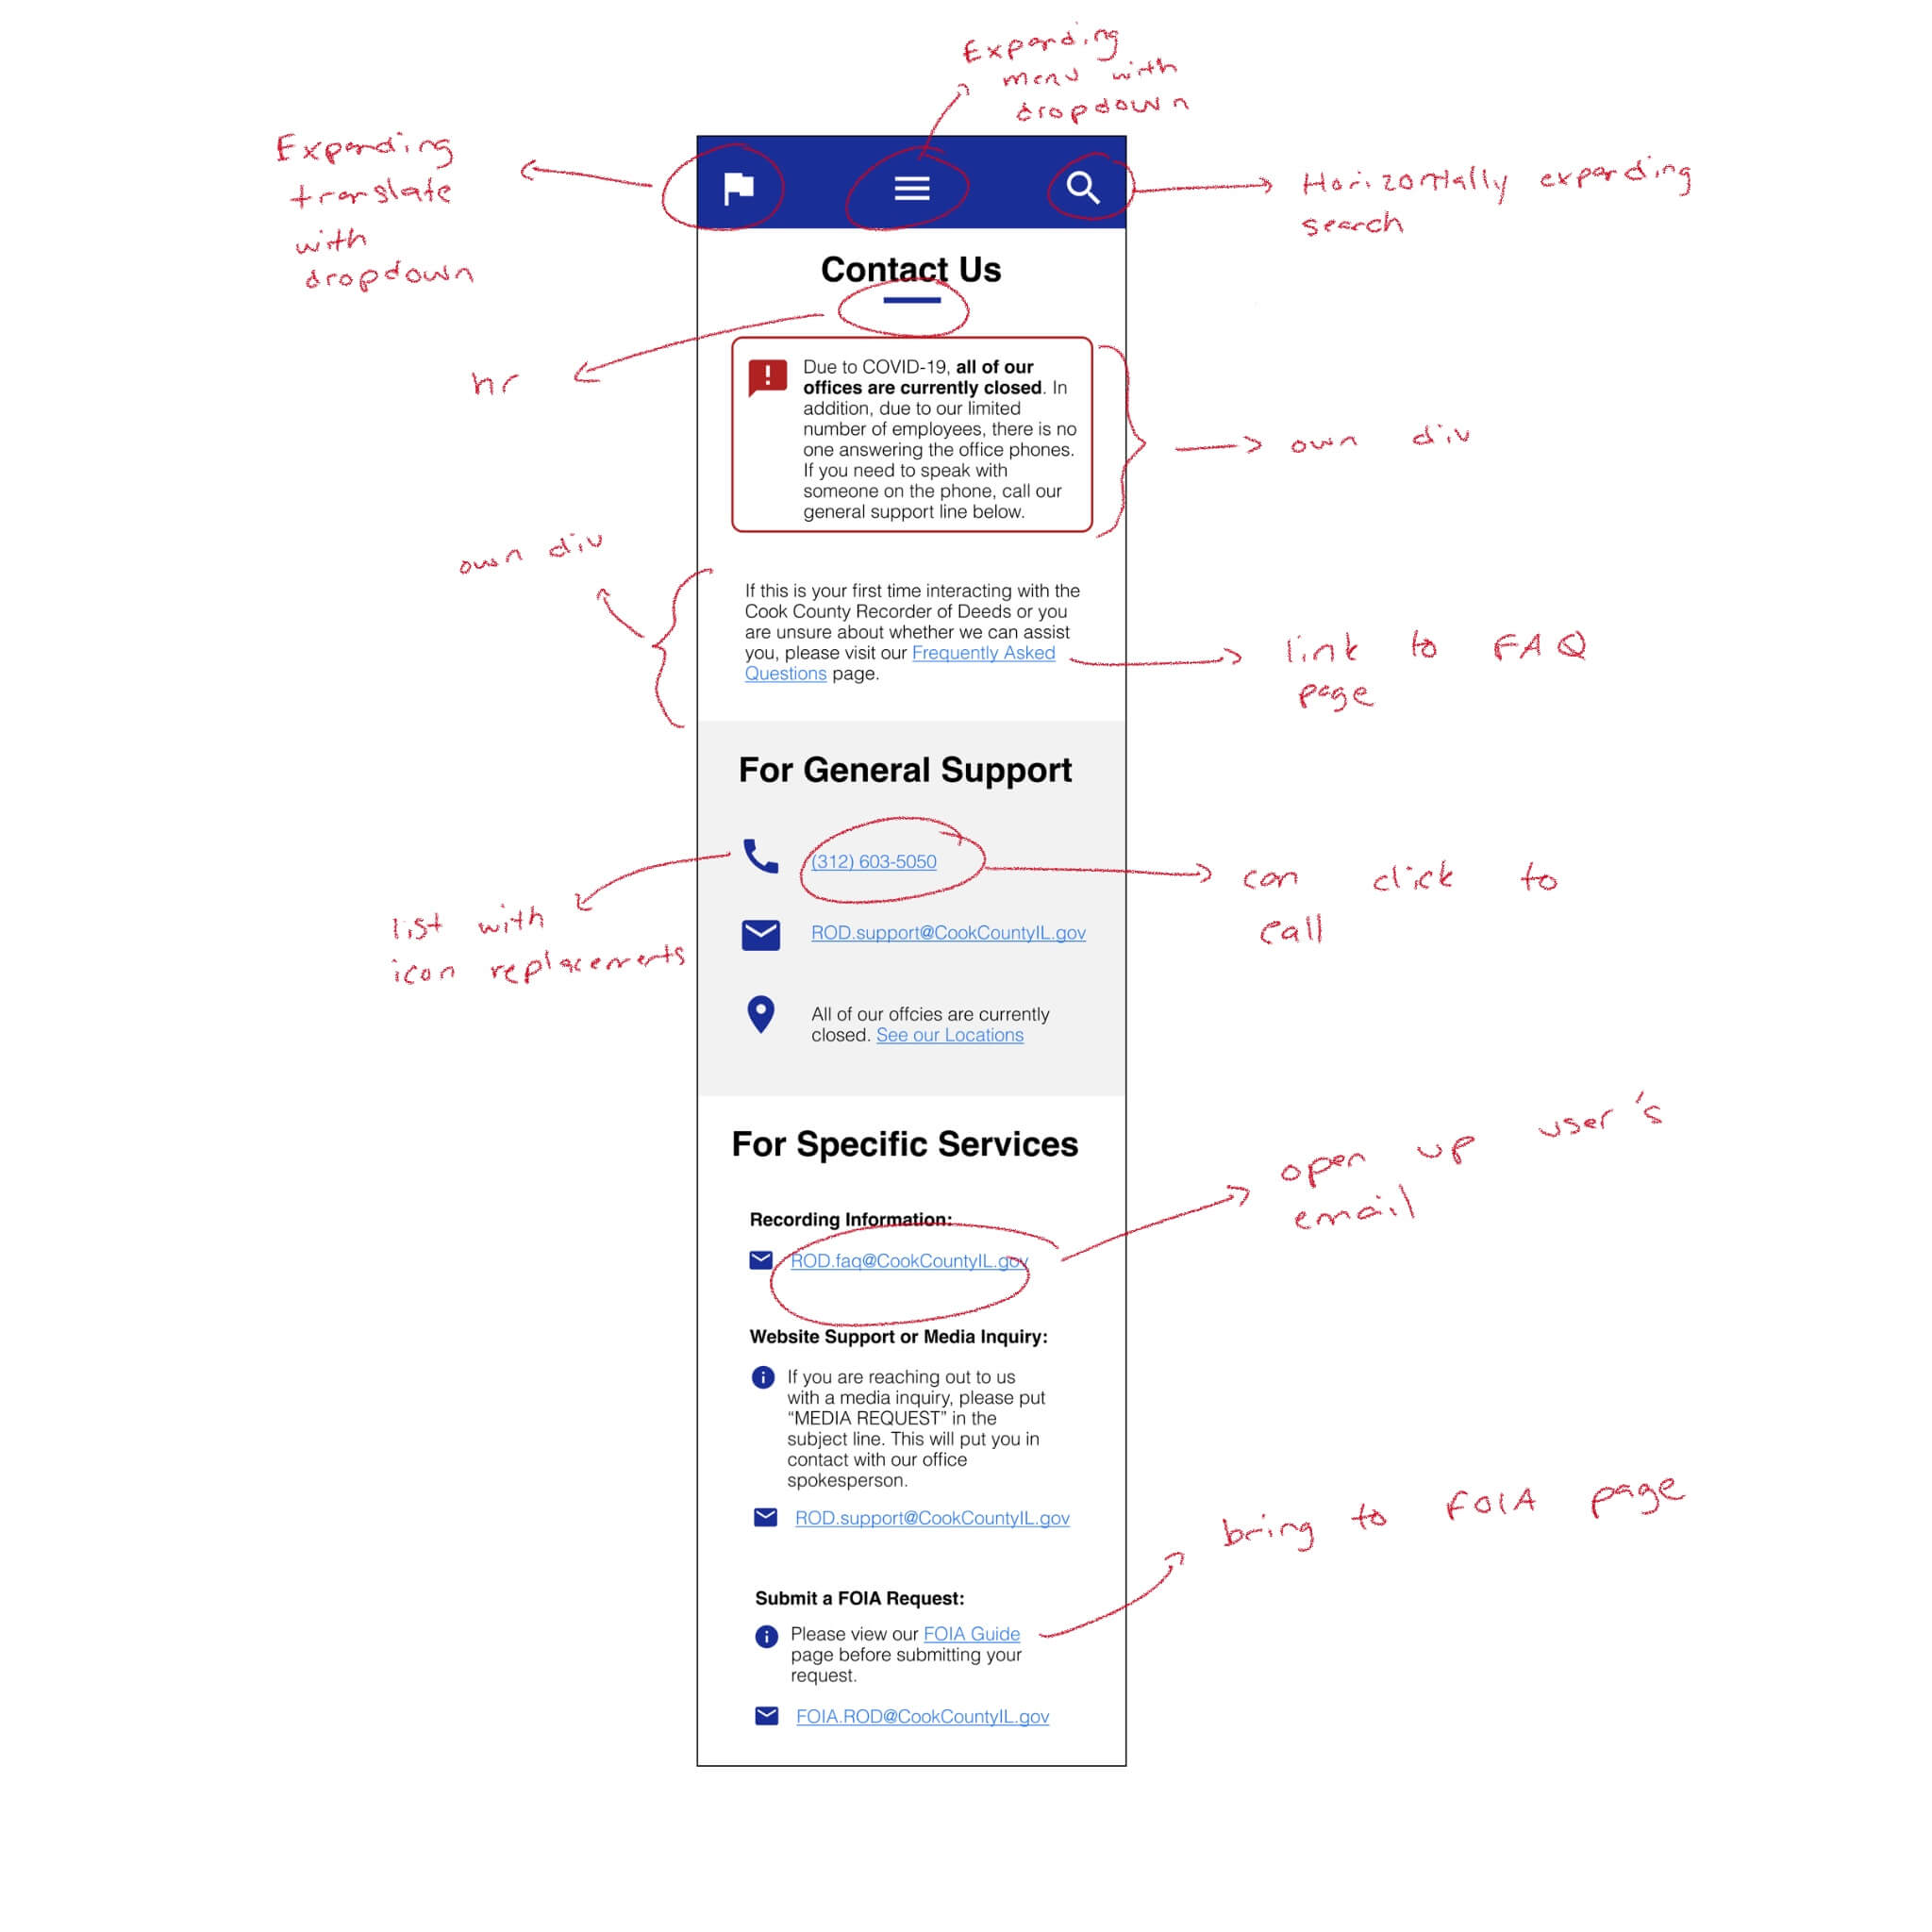 Expanding
menu with
dropdown
Expanding
translate
with
dropdown
Horizontally expanding
search
Contact Us
hr
Due to COVID-19, all of our
offices are currently closed. In
addition, due to our limited
number of employees, there is no
one answering the office phones.
If you need to speak with
someone on the phone, call our
general support line below.
own div
own div
If this is your first time interacting with the
Cook County Recorder of Deeds or you
are unsure about whether we can assist
you, please visit our Frequently Asked
Questions page.
link to FAQ
page
For General Support
(312) 603-5050
can click to
call
list with
icon replacements
ROD.support@CookCountyIL.gov
All of our offcies are currently
closed. See our Locations
For Specific Services
open up user's
email
Recording Information:
ROD.faq@CookCountyIL.gov
Website Support or Media Inquiry:
If you are reaching out to us
with a media inquiry, please put
“MEDIA REQUEST” in the
subject line. This will put you in
contact with our office
spokesperson.
ROD.support@CookCountyIL.gov
bring to FOIA page
Submit a FOIA Request:
Please view our FOIA Guide
page before submitting your
request.
FOIA.ROD@CookCountyIL.gov